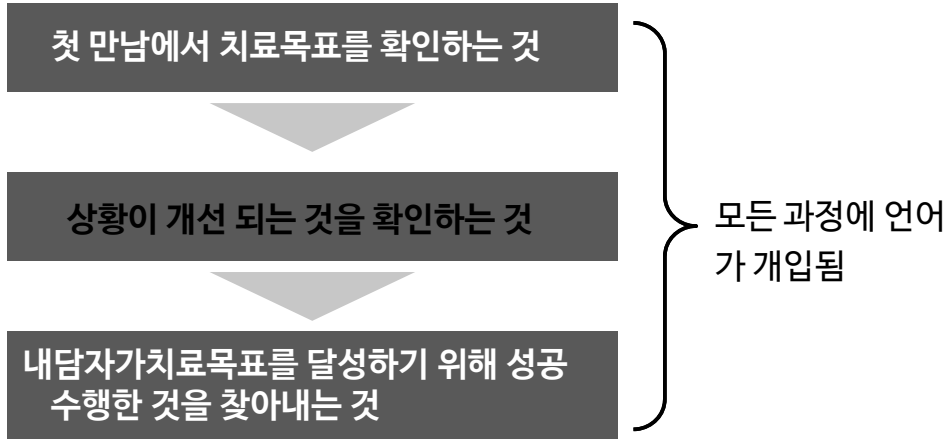 첫 만남에서 치료목표를 확인하는 것
상황이 개선 되는 것을 확인하는 것
내담자가치료목표를 달성하기 위해 성공
수행한 것을 찾아내는 것
모든 과정에 언어
가 개입됨